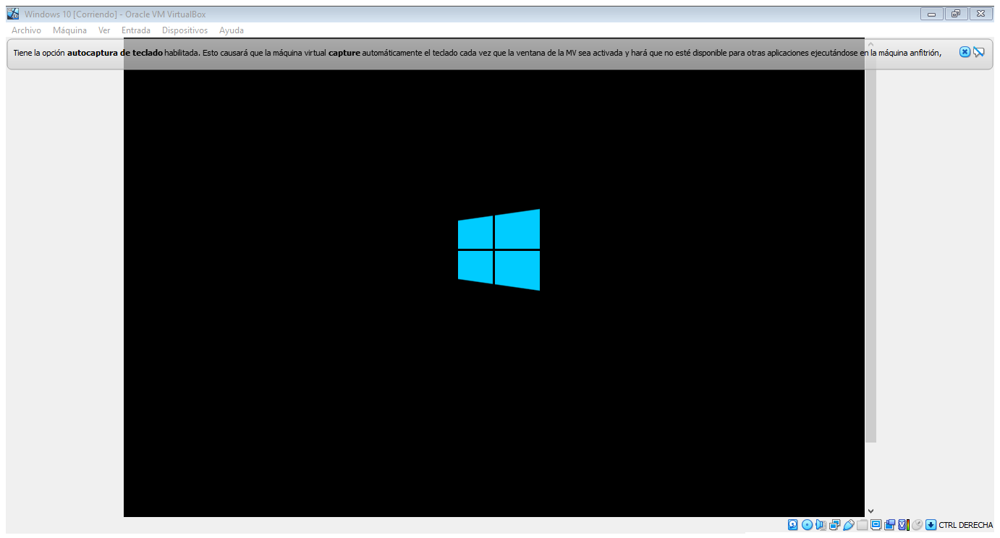 Windows 10 [Corriendo] - Oracle VM VirtualBox
Archivo Máquina Ver Entrada Dispositivos Ayuda
Tiene la opción autocaptura de teclado habilitada. Esto causará que la máquina virtual capture automáticamente el teclado cada vez que la ventana de la MV sea activada y hará que no esté disponible para otras aplicaciones ejecutándose en la máquina anfitrión,
CTRL DERECHA